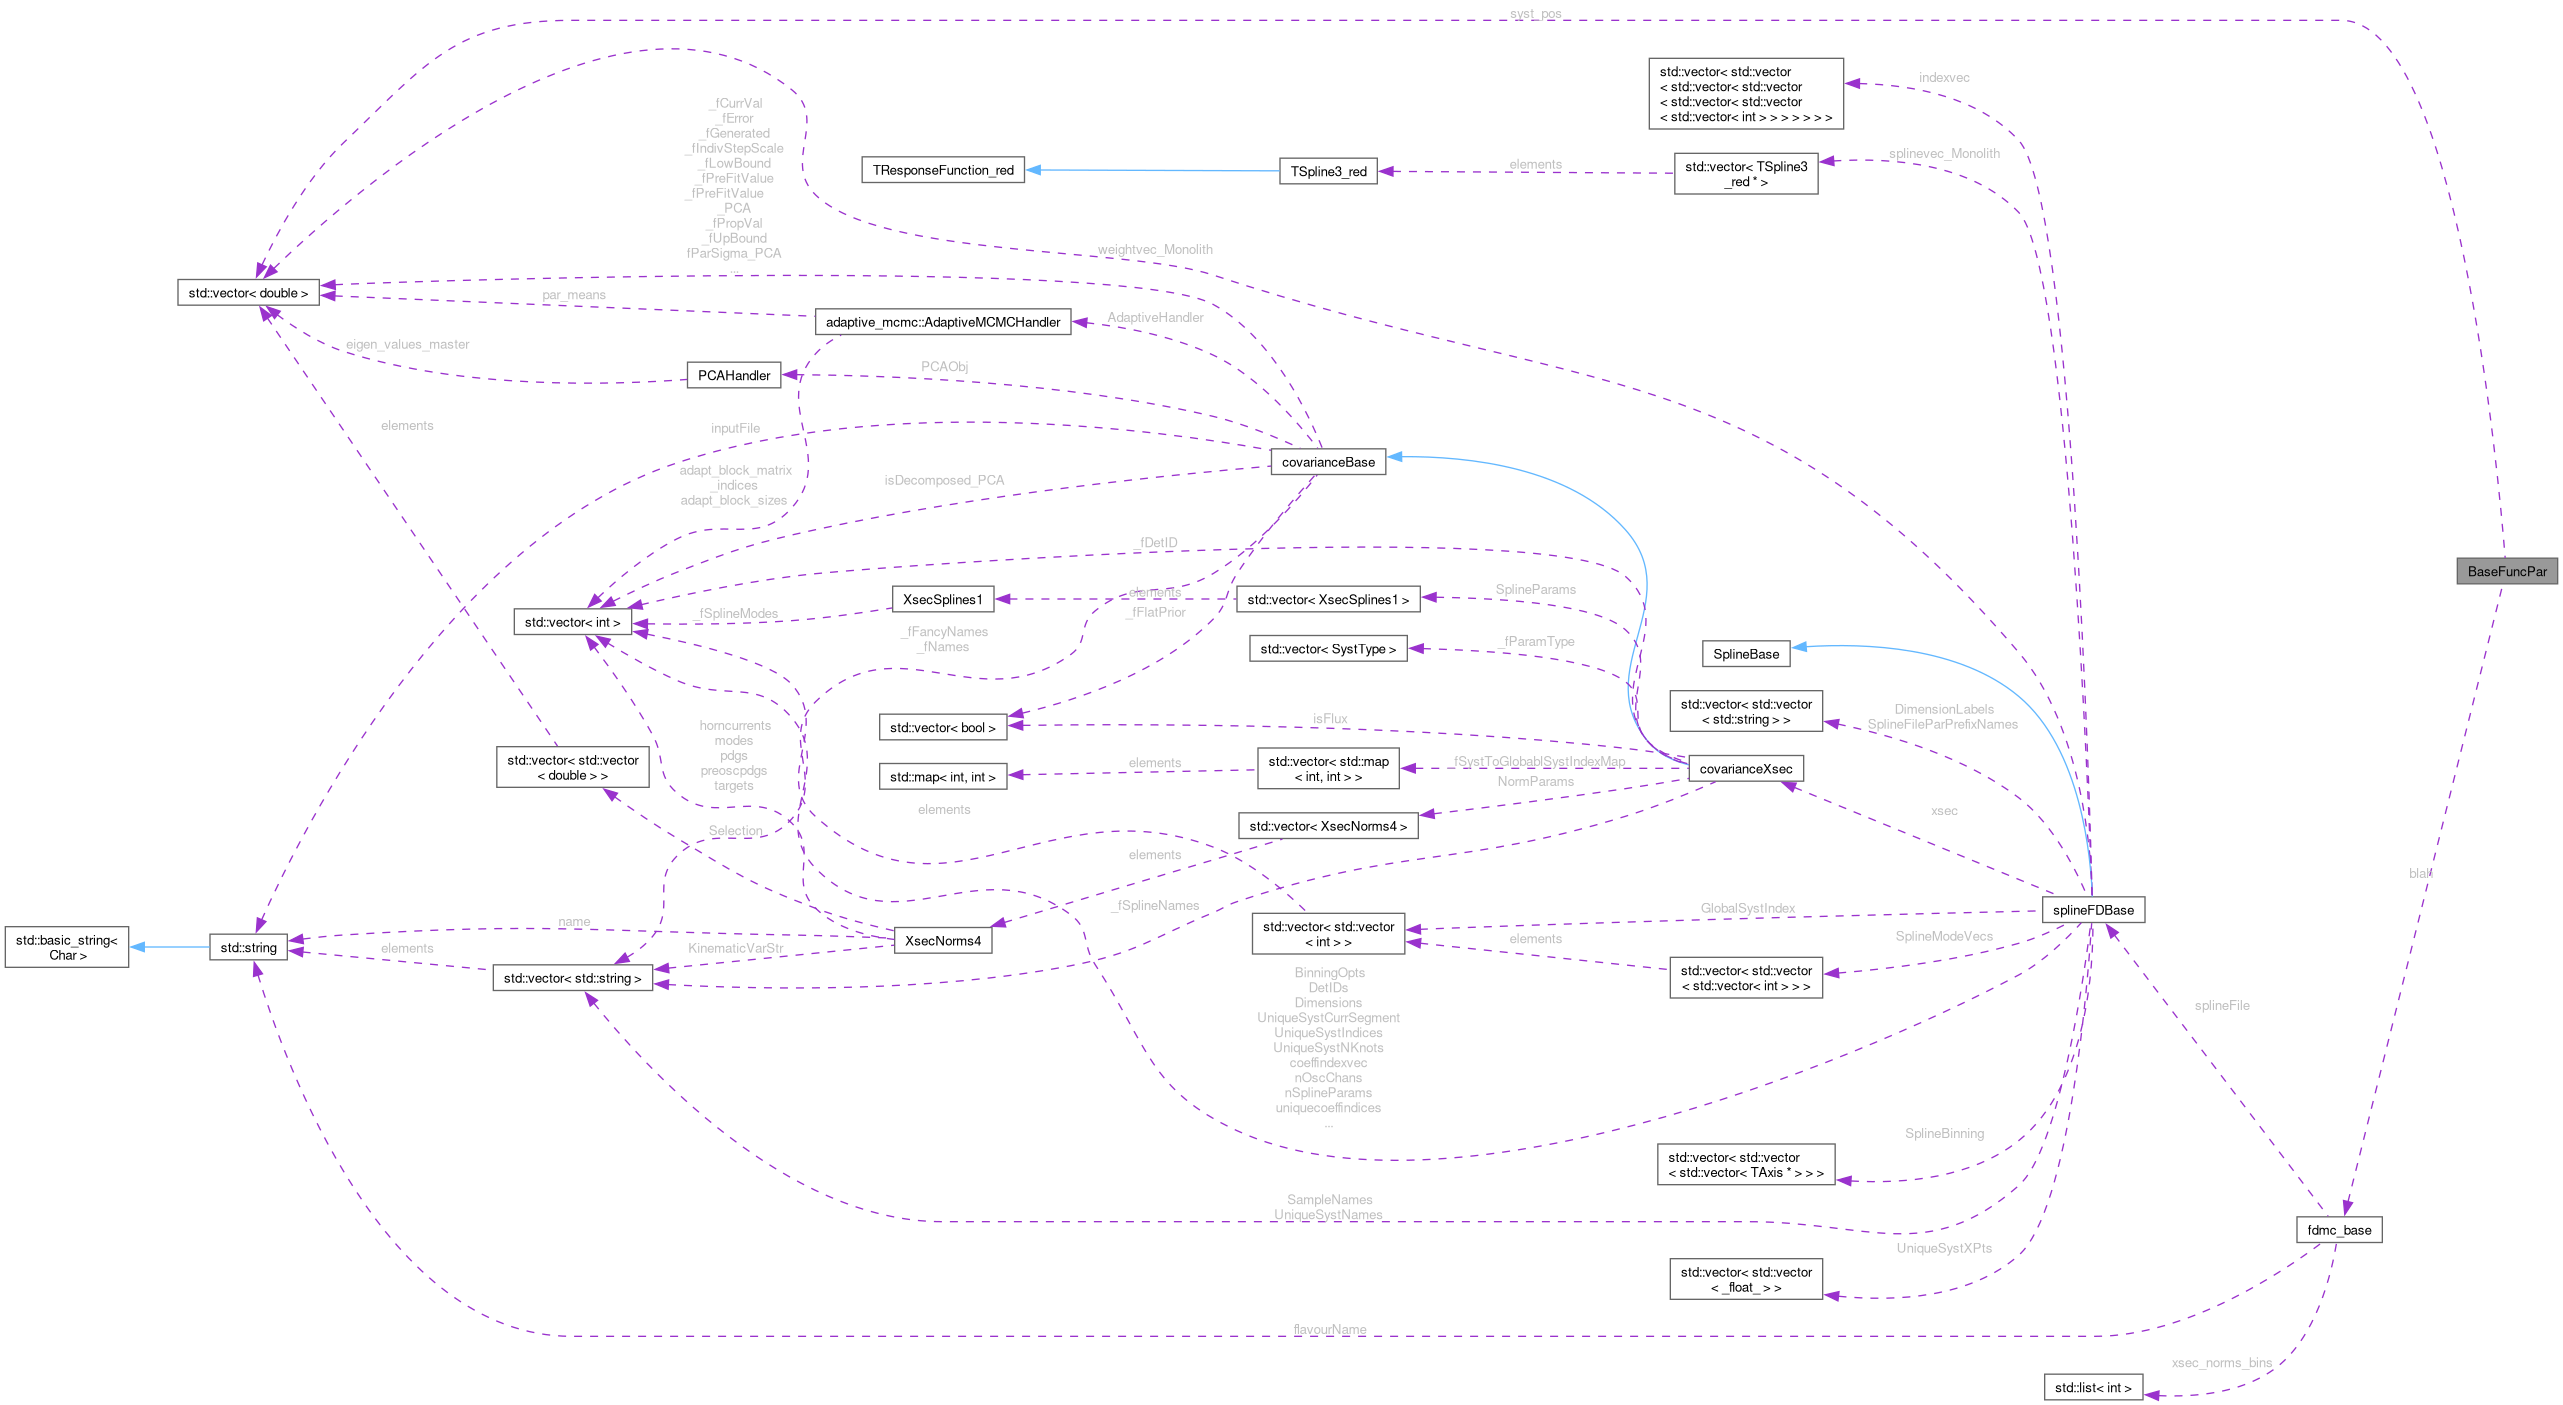 syst_pos
std::vector< std::vector
< std::vector< std::vector
< std::vector< std::vector
< std::vector< int > > > > > > >
indexvec
_fCurrVal
_fError
_fGenerated
_fIndivStepScale
_fLowBound
_fPreFitValue
_fPreFitValue
_PCA
_fPropVal
_fUpBound
fParSigma_PCA
...
TResponseFunction_red
TSpline3_red
elements
std::vector< TSpline3
_red * >
splinevec_Monolith
weightvec_Monolith
std::vector< double >
par_means
adaptive_mcmc::AdaptiveMCMCHandler
AdaptiveHandler
eigen_values_master
PCAHandler
PCAObj
elements
inputFile
covarianceBase
adapt_block_matrix
_indices
adapt_block_sizes
isDecomposed_PCA
_fDetID
BaseFuncPar
XsecSplines1
elements
std::vector< XsecSplines1 >
SplineParams
std::vector< int >
_fSplineModes
_fFlatPrior
_fFancyNames
_fNames
std::vector< SystType >
_fParamType
SplineBase
std::vector< std::vector
< std::string > >
DimensionLabels
SplineFileParPrefixNames
std::vector< bool >
isFlux
horncurrents
modes
pdgs
preoscpdgs
targets
std::vector< std::vector
< double > >
std::map< int, int >
elements
std::vector< std::map
< int, int > >
fSystToGlobablSystIndexMap
covarianceXsec
NormParams
elements
xsec
Selection
std::vector< XsecNorms4 >
elements
blah
_fSplineNames
splineFDBase
GlobalSystIndex
name
std::basic_string<
Char >
std::string
elements
KinematicVarStr
XsecNorms4
std::vector< std::vector
< int > >
elements
SplineModeVecs
std::vector< std::string >
std::vector< std::vector
< std::vector< int > > >
BinningOpts
DetIDs
Dimensions
UniqueSystCurrSegment
UniqueSystIndices
UniqueSystNKnots
coeffindexvec
nOscChans
nSplineParams
uniquecoeffindices
...
splineFile
SplineBinning
std::vector< std::vector
< std::vector< TAxis * > > >
SampleNames
UniqueSystNames
fdmc_base
UniqueSystXPts
std::vector< std::vector
< _float_ > >
flavourName
xsec_norms_bins
std::list< int >